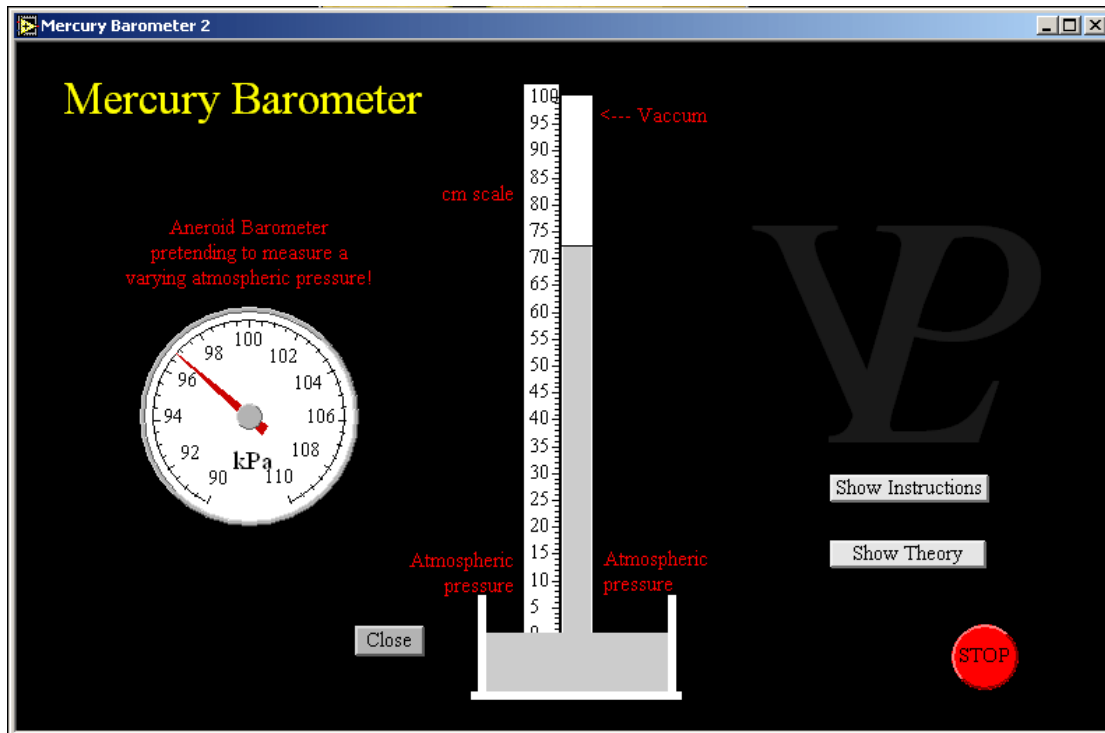 Mercury Barometer 2
Mercury Barometer
100
95
90
85
80
75
70
65
60
55
50
45
40
35
30
25
20
15
10
5
0
<--- Vaccum
cm scale
Aneroid Barometer
pretending to measure a
varying atmospheric pressure!
90
92
94
96
98
100
102
104
106
108
110
kPa
VPL
Show Instructions
Show Theory
Atmospheric
pressure
Atmospheric
pressure
Close
STOP